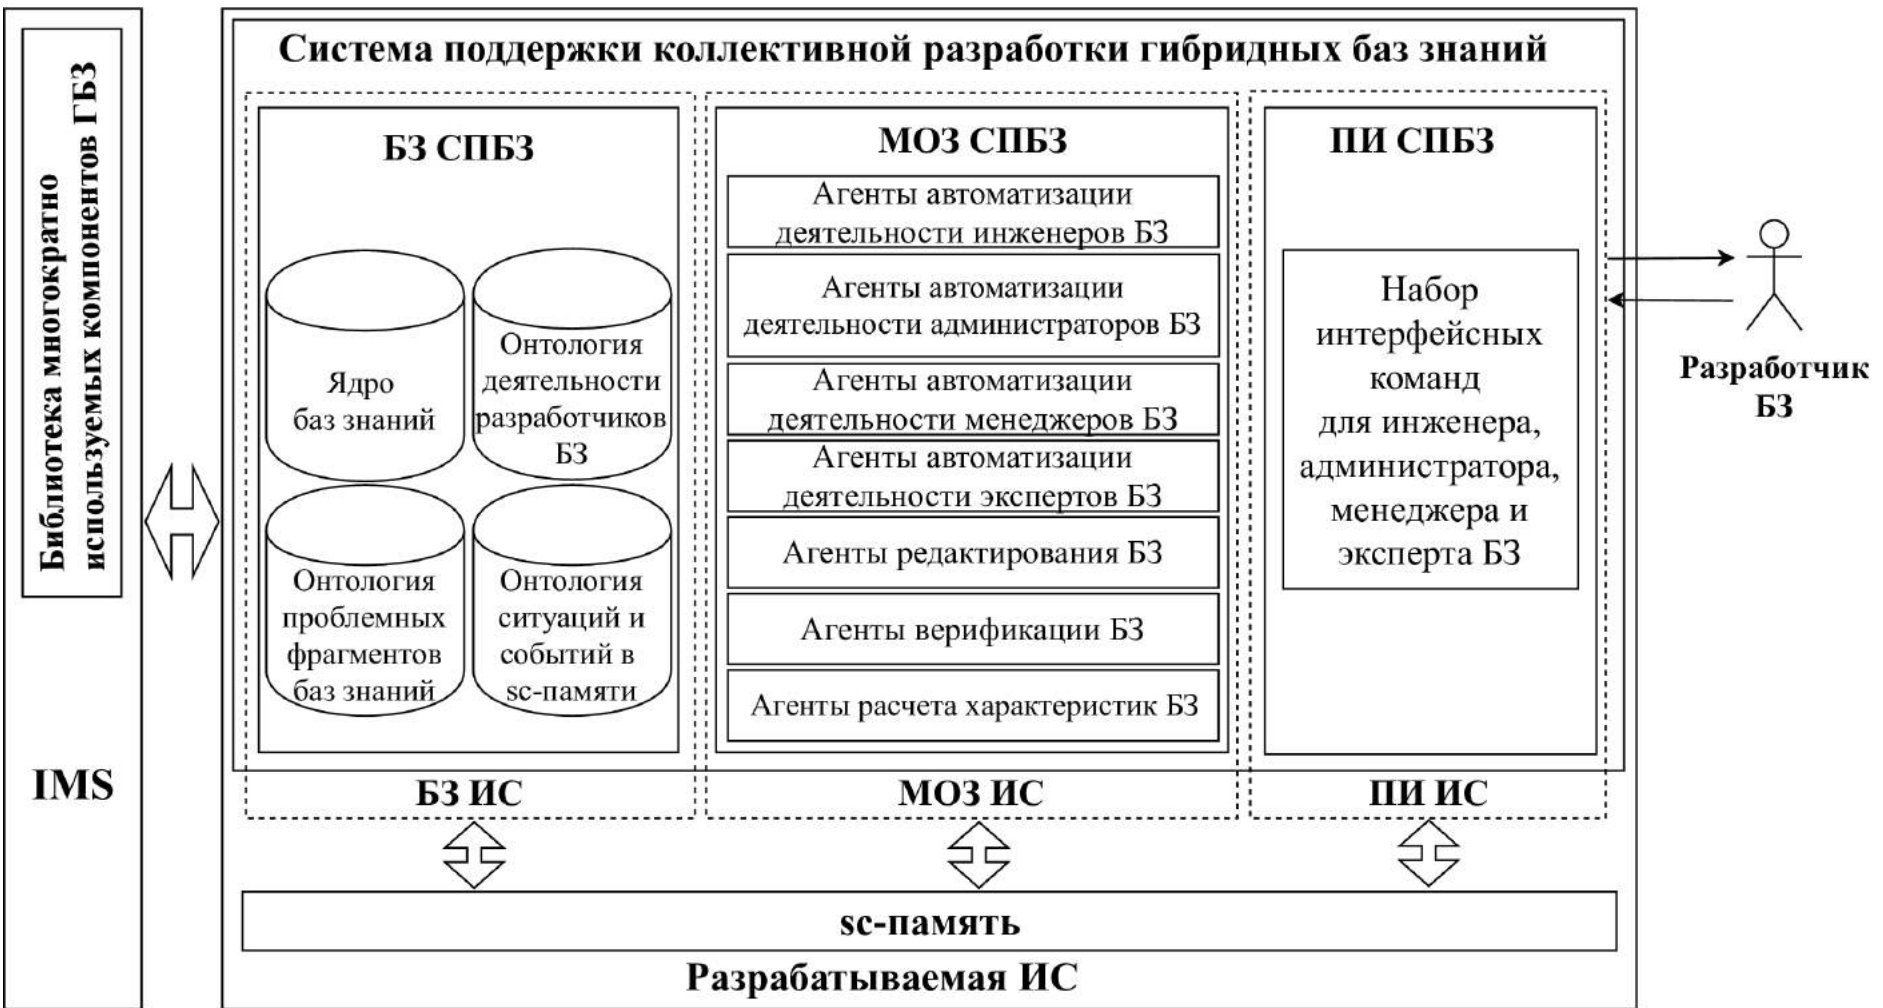 Библиотека многократно
используемых компонентов ГБЗ
IMS
Система поддержки коллективной разработки гибридных баз знаний
БЗ СПБЗ
Ядро
баз знаний
Онтология
деятельности
разработчиков
БЗ
Онтология
проблемных
фрагментов
баз знаний
Онтология
ситуаций и
событий в
sc-памяти
МОЗ СПБЗ
Агенты автоматизации
деятельности инженеров БЗ
Агенты автоматизации
деятельности администраторов БЗ
Агенты автоматизации
деятельности менеджеров БЗ
Агенты автоматизации
деятельности экспертов БЗ
Агенты редактирования БЗ
Агенты верификации БЗ
Агенты расчета характеристик БЗ
ПИ СПБЗ
Набор
интерфейсных
команд
для инженера,
администратора,
менеджера и
эксперта БЗ
Разработчик
БЗ
БЗ ИС
МОЗ ИС
ПИ ИС
sc-память
Разрабатываемая ИС